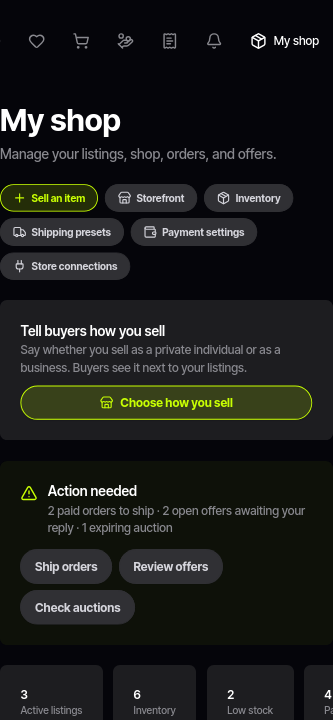 My shop
My shop
Manage your listings, shop, orders, and offers.
Sell an item
Storefront
Inventory
Shipping presets
Payment settings
Store connections
Tell buyers how you sell
Say whether you sell as a private individual or as a
business. Buyers see it next to your listings.
Choose how you sell
Action needed
2 paid orders to ship · 2 open offers awaiting your
reply · 1 expiring auction
Ship orders
Review offers
Check auctions
3
Active listings
6
Inventory
2
Low stock
4